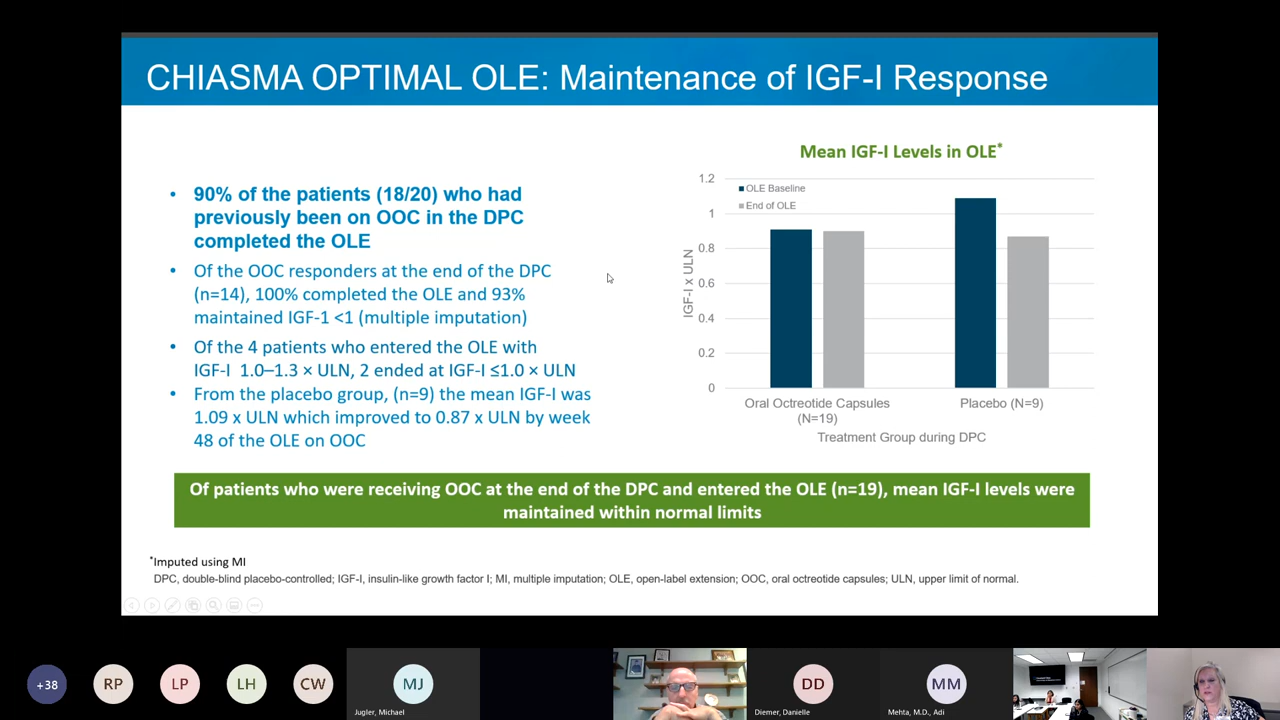 CHIASMA OPTIMAL OLE: Maintenance of IGF-I Response
• 90% of the patients (18/20) who had
previously been on OOC in the DPC
completed the OLE
• Of the OOC responders at the end of the DPC
(n=14), 100% completed the OLE and 93%
maintained IGF-1 <1 (multiple imputation)
• Of the 4 patients who entered the OLE with
IGF-I 1.0–1.3 × ULN, 2 ended at IGF-I ≤1.0 × ULN
• From the placebo group, (n=9) the mean IGF-I was
1.09 x ULN which improved to 0.87 x ULN by week
48 of the OLE on OOC
Mean IGF-I Levels in OLE*
OLE Baseline
End of OLE
IGF-I x ULN
1.2
1
0.8
0.6
0.4
0.2
0
Oral Octreotide Capsules
(N=19)
Placebo (N=9)
Treatment Group during DPC
Of patients who were receiving OOC at the end of the DPC and entered the OLE (n=19), mean IGF-I levels were
maintained within normal limits
*Imputed using MI
DPC, double-blind placebo-controlled; IGF-I, insulin-like growth factor I; MI, multiple imputation; OLE, open-label extension; OOC, oral octreotide capsules; ULN, upper limit of normal.
+38
RP
LP
LH
CW
MJ
Jugler, Michael
DD
Diemer, Danielle
MM
Mehta, M.D., Adi